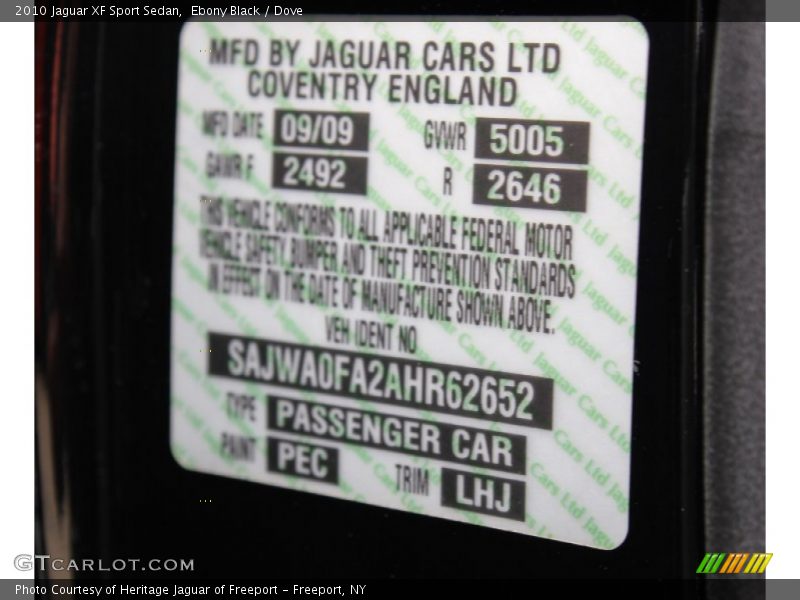 2010 Jaguar XF Sport Sedan, Ebony Black / Dove
MFD BY JAGUAR CARS LTD
COVENTRY ENGLAND
MFD DATE 09/09 GVWR 5005
GAWR F 2492 R 2646
THIS VEHICLE CONFORMS TO ALL APPLICABLE FEDERAL MOTOR
VEHICLE SAFETY, BUMPER AND THEFT PREVENTION STANDARDS
IN EFFECT ON THE DATE OF MANUFACTURE SHOWN ABOVE.
VEH IDENT NO
SAJWA0FA2AHR62652
TYPE PASSENGER CAR
PAINT PEC TRIM LHJ
GTCARLOT.COM
Photo Courtesy of Heritage Jaguar of Freeport - Freeport, NY